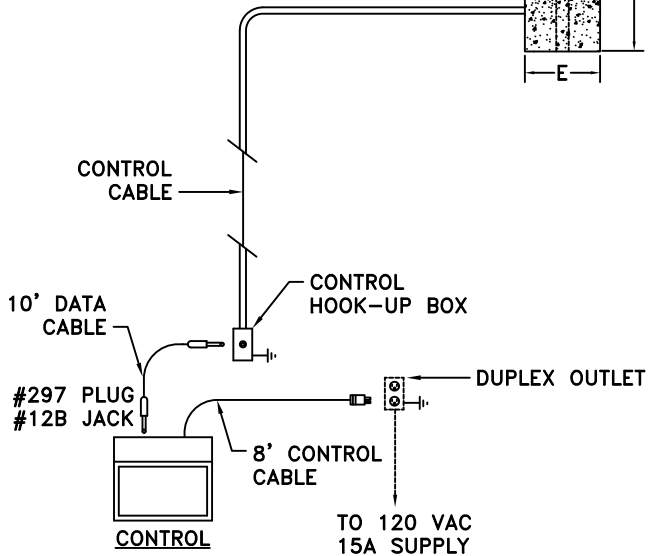 E
CONTROL
CABLE
CONTROL
HOOK-UP BOX
10' DATA
CABLE
DUPLEX OUTLET
#297 PLUG
#12B JACK
8' CONTROL
CABLE
CONTROL
TO 120 VAC
15A SUPPLY